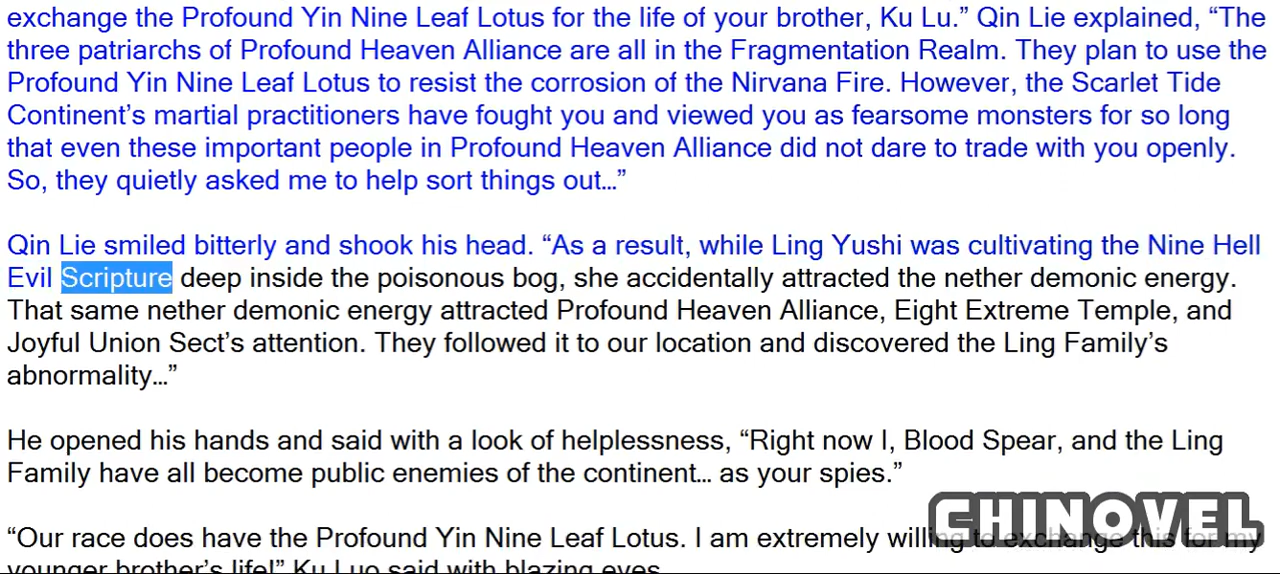 exchange the Profound Yin Nine Leaf Lotus for the life of your brother, Ku Lu.” Qin Lie explained, “The
three patriarchs of Profound Heaven Alliance are all in the Fragmentation Realm. They plan to use the
Profound Yin Nine Leaf Lotus to resist the corrosion of the Nirvana Fire. However, the Scarlet Tide
Continent’s martial practitioners have fought you and viewed you as fearsome monsters for so long
that even these important people in Profound Heaven Alliance did not dare to trade with you openly.
So, they quietly asked me to help sort things out…”
Qin Lie smiled bitterly and shook his head. “As a result, while Ling Yushi was cultivating the Nine Hell
Evil Scripture deep inside the poisonous bog, she accidentally attracted the nether demonic energy.
That same nether demonic energy attracted Profound Heaven Alliance, Eight Extreme Temple, and
Joyful Union Sect’s attention. They followed it to our location and discovered the Ling Family’s
abnormality…”
He opened his hands and said with a look of helplessness, “Right now I, Blood Spear, and the Ling
Family have all become public enemies of the continent… as your spies.”
CHINOVEL
“Our race does have the Profound Yin Nine Leaf Lotus. I am extremely willing to exchange this for my
younger brother’s life!” Ku Luo said with blazing eyes.